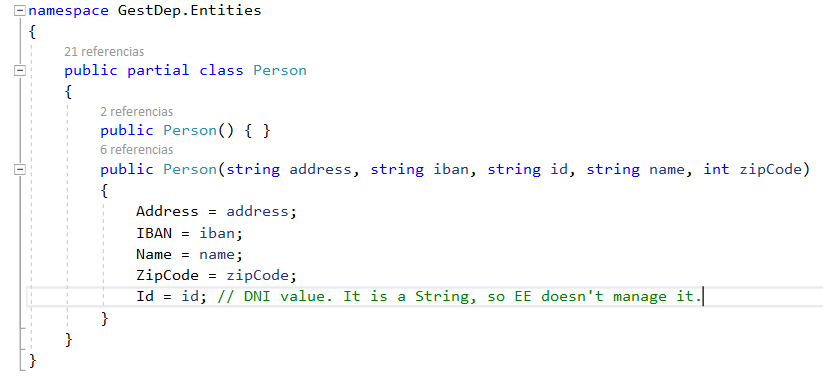 namespace GestDep.Entities
{
21 referencias
public partial class Person
{
2 referencias
public Person() { }
6 referencias
public Person(string address, string iban, string id, string name, int zipCode)
{
Address = address;
IBAN = iban;
Name = name;
ZipCode = zipCode;
Id = id; // DNI value. It is a String, so EE doesn't manage it.
}
}
}